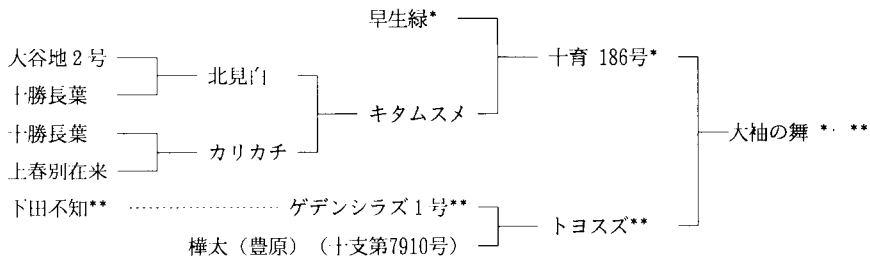 早生緑*
十育 186号*
大谷地2号
北見白
十勝長葉
キタムスメ
大袖の舞 *・**
十勝長葉
カリカチ
上春別在来
下田不知**
ゲデンシラズ1号**
トヨスズ**
樺太（豊原）（十支第7910号）